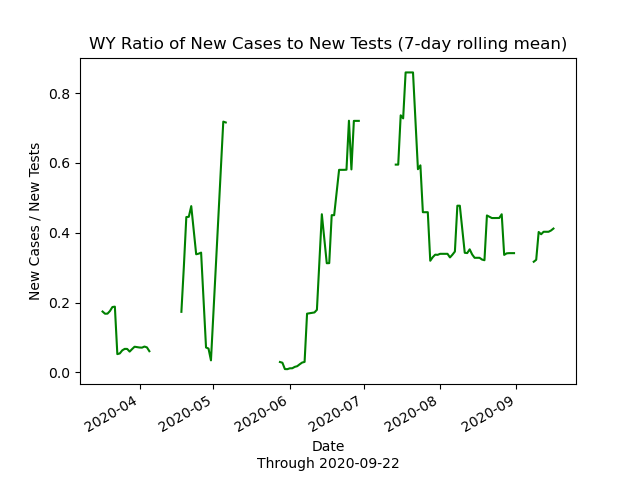 WY Ratio of New Cases to New Tests (7-day rolling mean)
New Cases / New Tests
0.8
0.6
0.4
0.2
0.0
2020-04
2020-05
2020-06
2020-07
2020-08
2020-09
Date
Through 2020-09-22